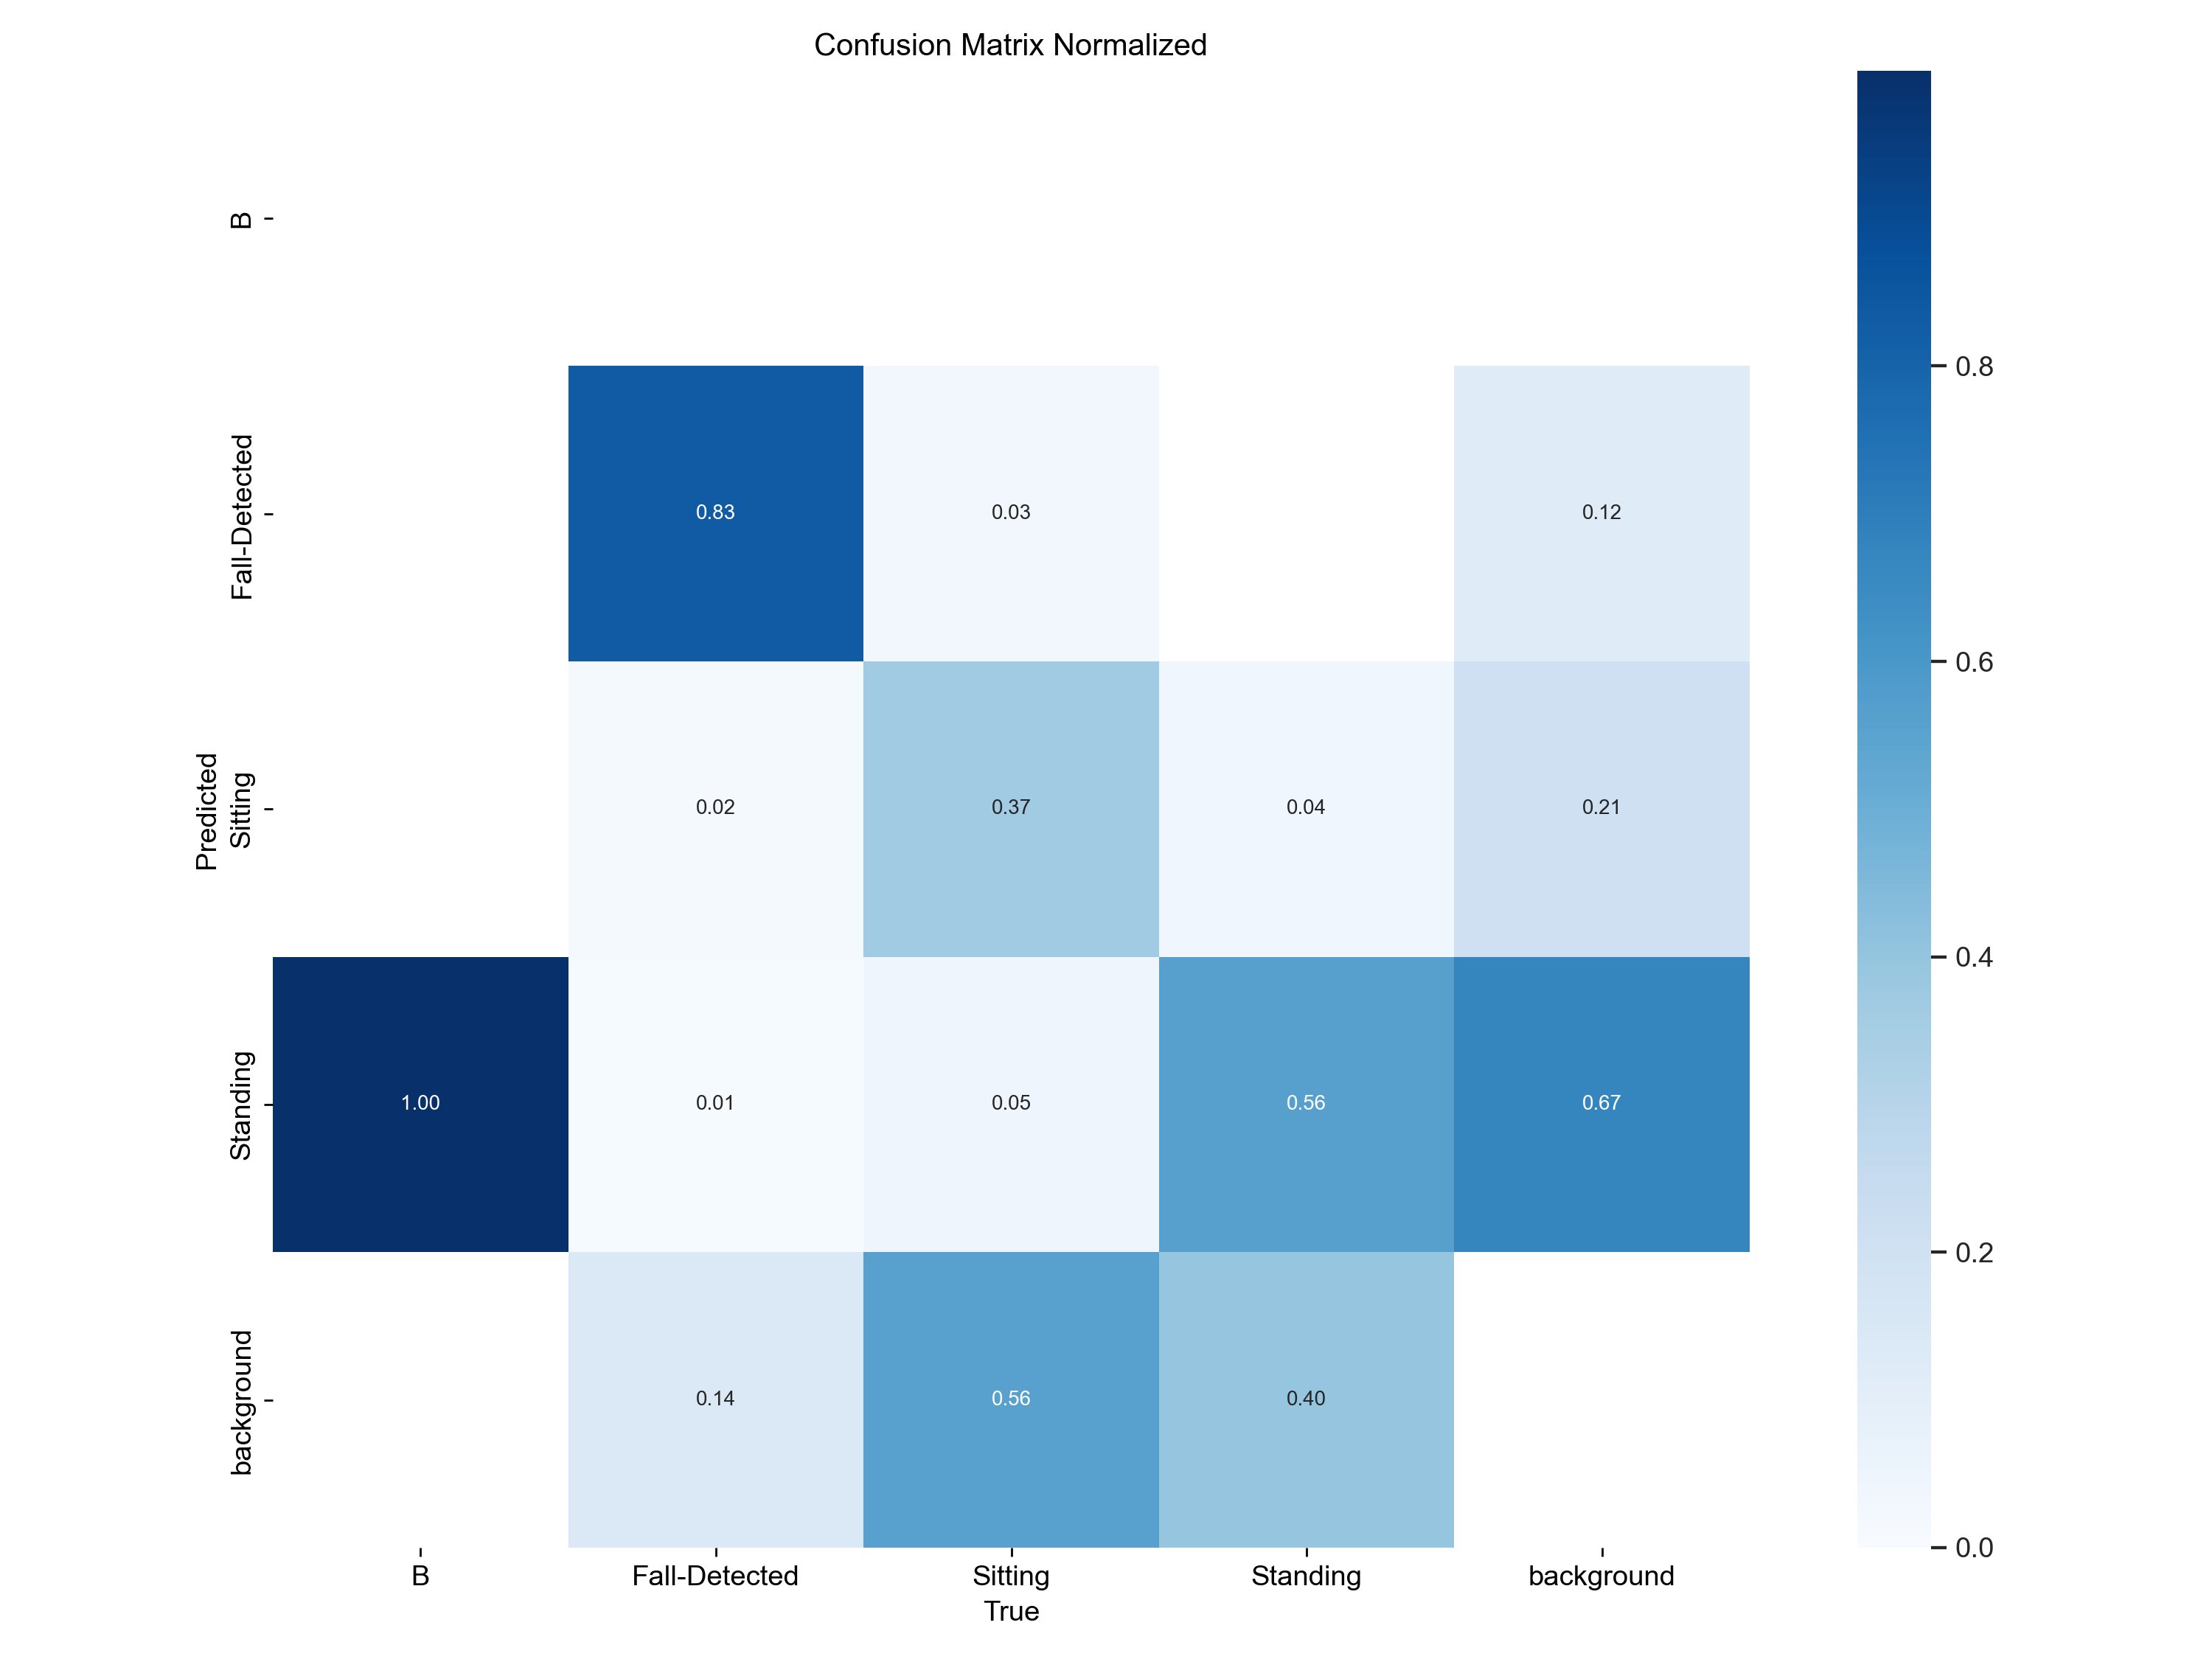 Confusion Matrix Normalized
B
Fall-Detected
0.83
0.03
0.12
Predicted
Sitting
0.02
0.37
0.04
0.21
Standing
1.00
0.01
0.05
0.56
0.67
background
0.14
0.56
0.40
B
Fall-Detected
Sitting
Standing
background
True
0.8
0.6
0.4
0.2
0.0